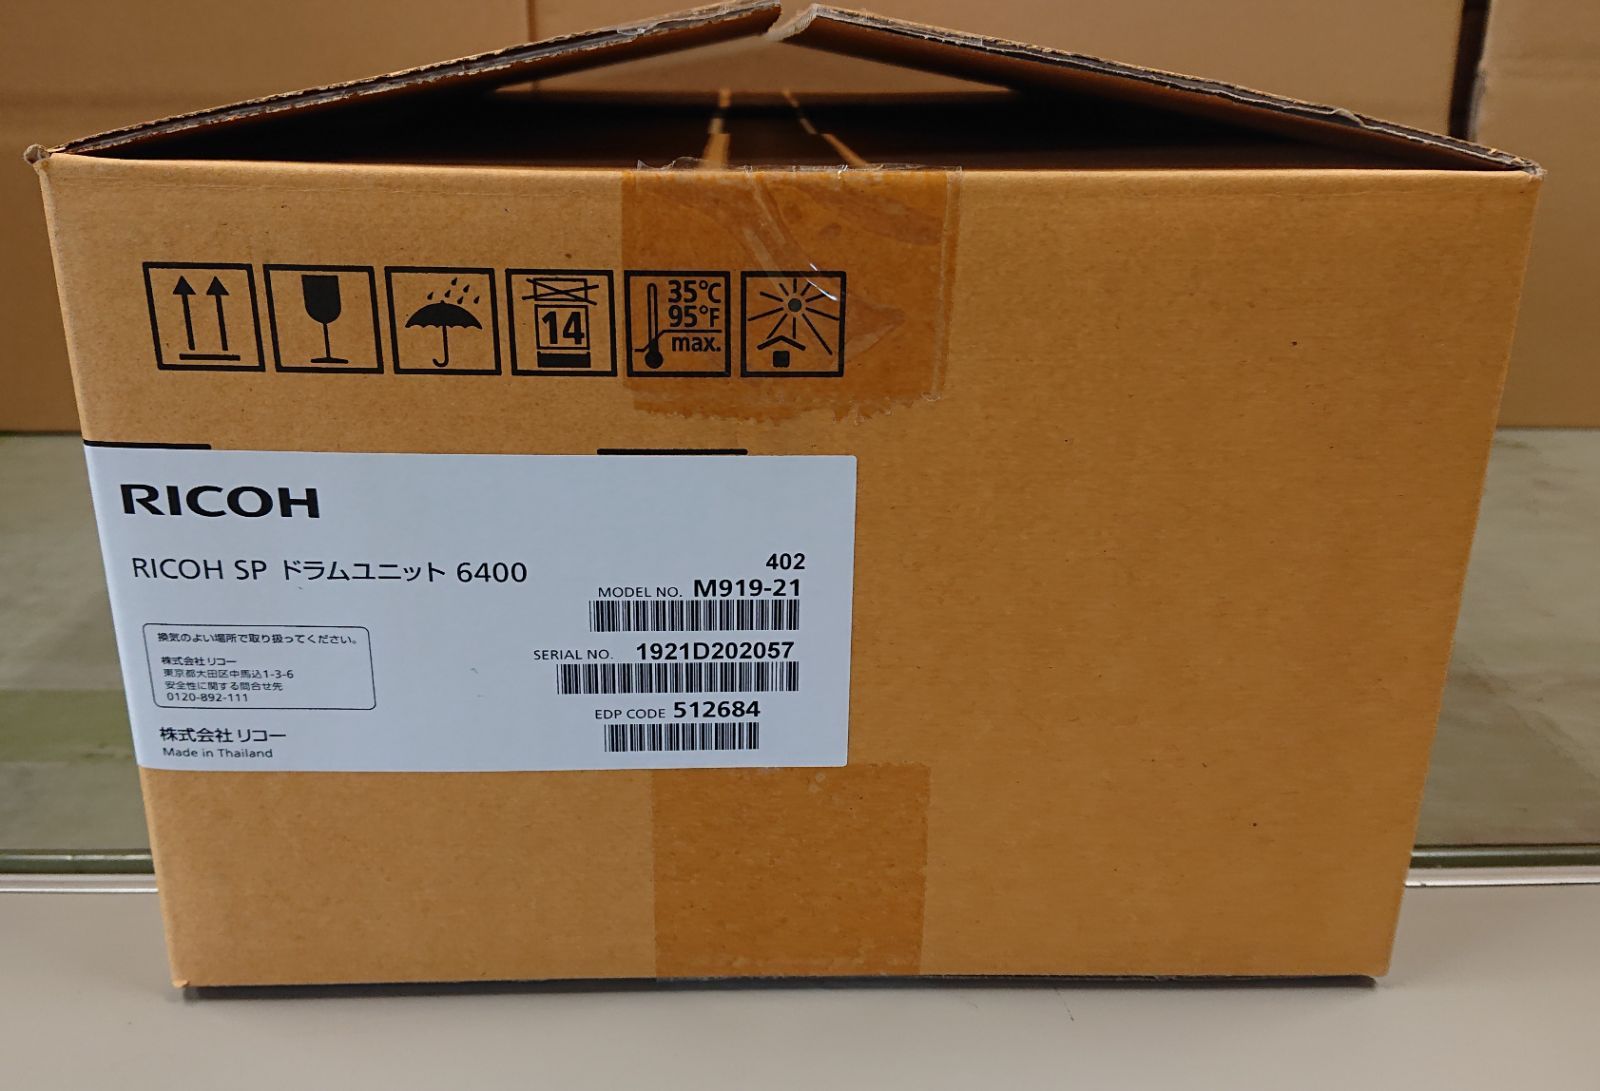 14
35℃
95°F
max.
RICOH
RICOH SP ドラムユニット 6400
402
MODEL NO. M919-21
SERIAL NO. 1921D202057
EDP CODE 512684
換気のよい場所で取り扱ってください。
株式会社リコー
東京都大田区中馬込1-3-6
安全性に関する問合せ先
0120-892-111
株式会社リコー
Made in Thailand